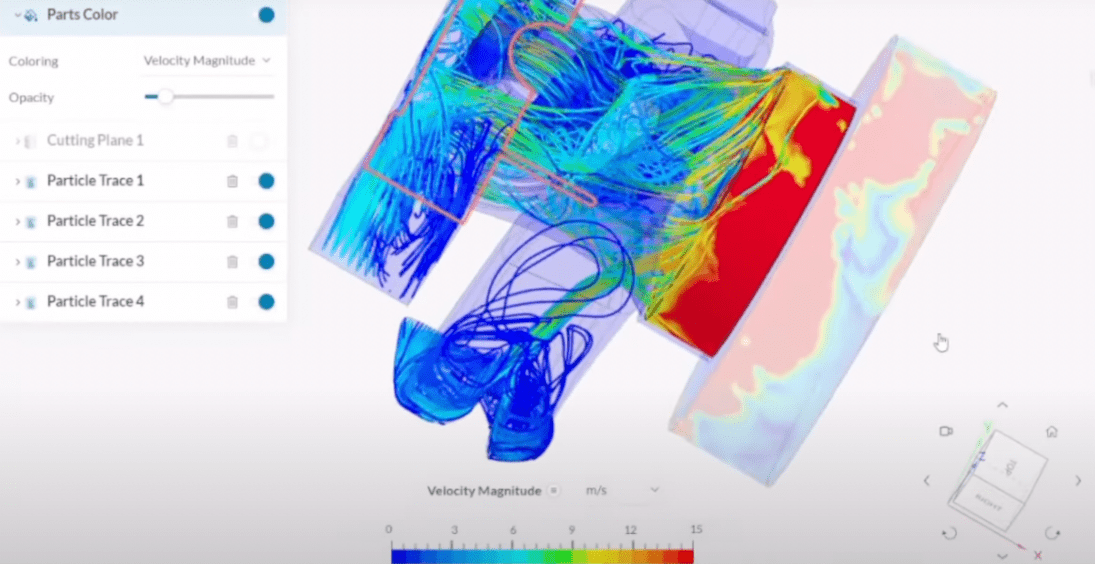 Parts Color
Coloring Velocity Magnitude
Opacity
Cutting Plane 1
Particle Trace 1
Particle Trace 2
Particle Trace 3
Particle Trace 4
Y
Z
TOP
RIGHT
X
Velocity Magnitude m/s
0 3 6 9 12 15